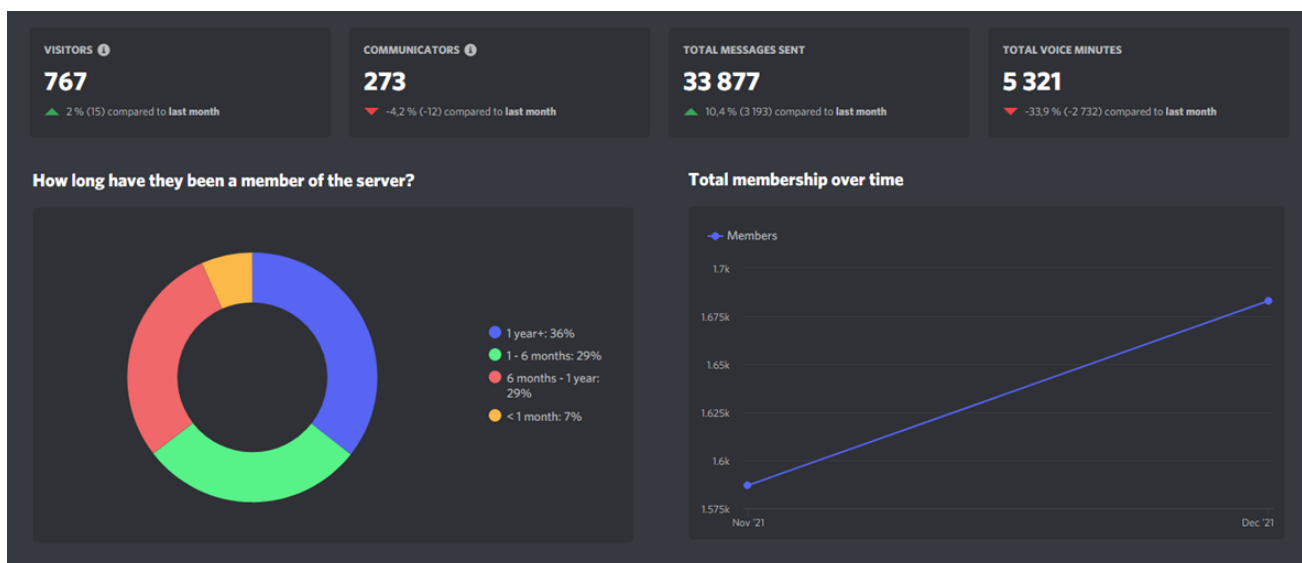 VISITORS
767
2 % (15) compared to last month
COMMUNICATORS
273
-4,2 % (-12) compared to last month
TOTAL MESSAGES SENT
33 877
10,4 % (3 193) compared to last month
TOTAL VOICE MINUTES
5 321
-33,9 % (-2 732) compared to last month
How long have they been a member of the server?
1 year+: 36%
1 - 6 months: 29%
6 months - 1 year:
29%
< 1 month: 7%
Total membership over time
Members
1.7k
1.675k
1.65k
1.625k
1.6k
1.575k
Nov '21
Dec '21